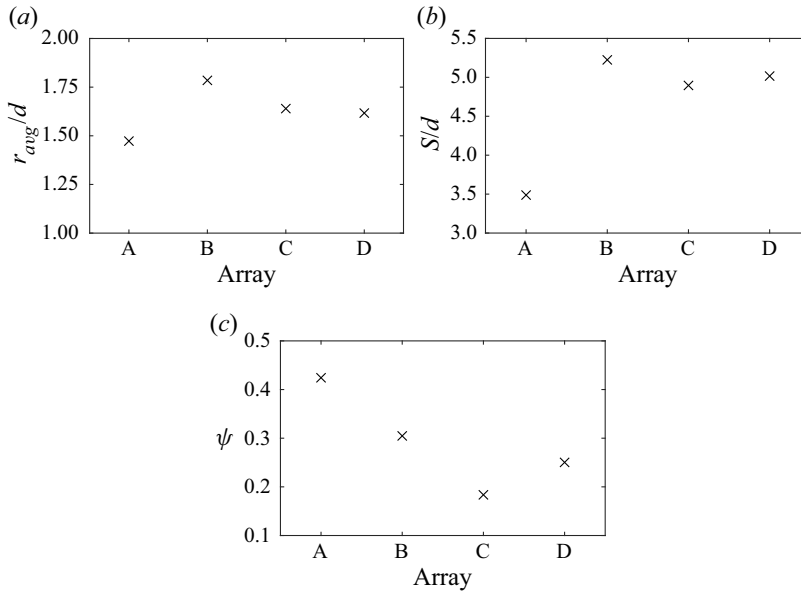 (a)
2.00
1.75
1.50
1.25
1.00
r_avg/d
A B C D
Array
(b)
5.5
5.0
4.5
4.0
3.5
3.0
S/d
A B C D
Array
(c)
0.5
0.4
0.3
0.2
0.1
ψ
A B C D
Array